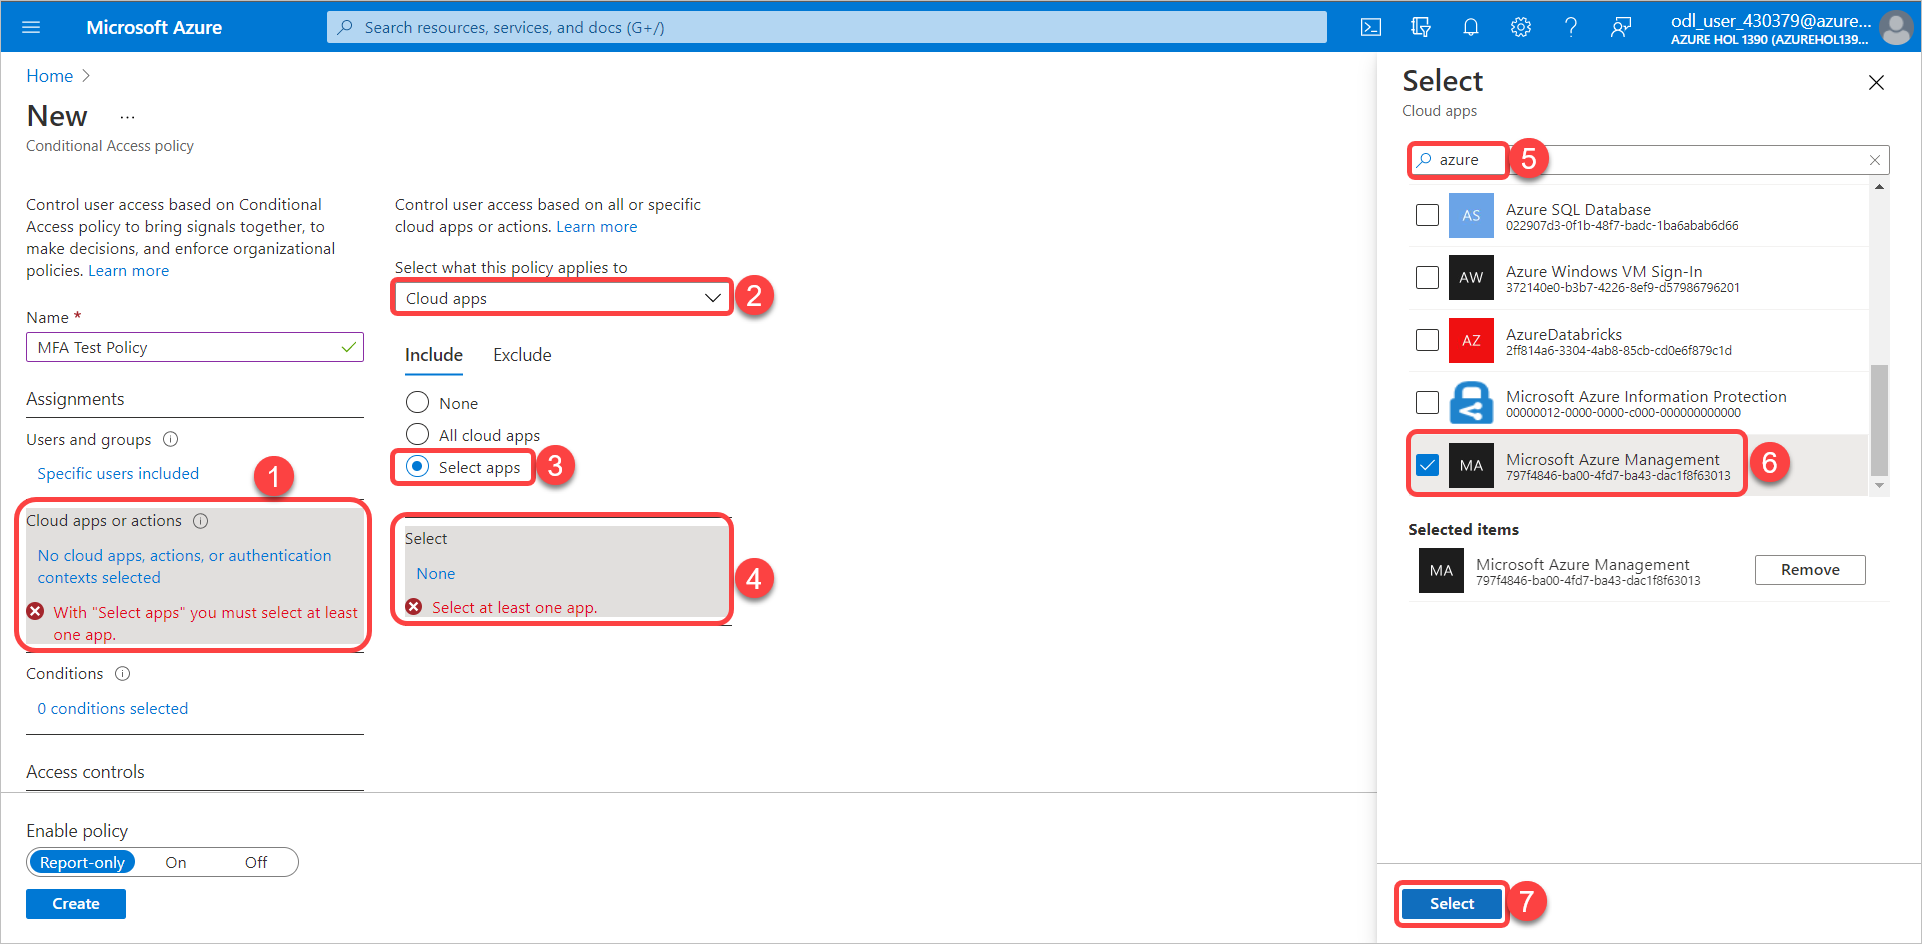 Microsoft Azure
Search resources, services, and docs (G+/)
odl_user_430379@azure...
AZURE HOL 1390 (AZUREHOL139...
Home
New
...
Conditional Access policy
Control user access based on Conditional
Access policy to bring signals together, to
make decisions, and enforce organizational
policies. Learn more
Name *
MFA Test Policy
Assignments
Users and groups
Specific users included
1
Cloud apps or actions
No cloud apps, actions, or authentication
contexts selected
With "Select apps" you must select at least
one app.
Conditions
0 conditions selected
Access controls
Enable policy
Report-only On Off
Create
Control user access based on all or specific
cloud apps or actions. Learn more
Select what this policy applies to
Cloud apps
2
Include Exclude
None
All cloud apps
Select apps
3
Select
None
4
Select at least one app.
Select
Cloud apps
azure
5
AS
Azure SQL Database
022907d3-0f1b-48f7-badc-1ba6abab6d66
AW
Azure Windows VM Sign-In
372140e0-b3b7-4226-8ef9-d57986796201
AZ
AzureDatabricks
2ff814a6-3304-4ab8-85cb-cd0e6f879c1d
Microsoft Azure Information Protection
00000012-0000-0000-c000-000000000000
MA
Microsoft Azure Management
797f4846-ba00-4fd7-ba43-dac1f8f63013
6
Selected items
MA
Microsoft Azure Management
797f4846-ba00-4fd7-ba43-dac1f8f63013
Remove
Select
7